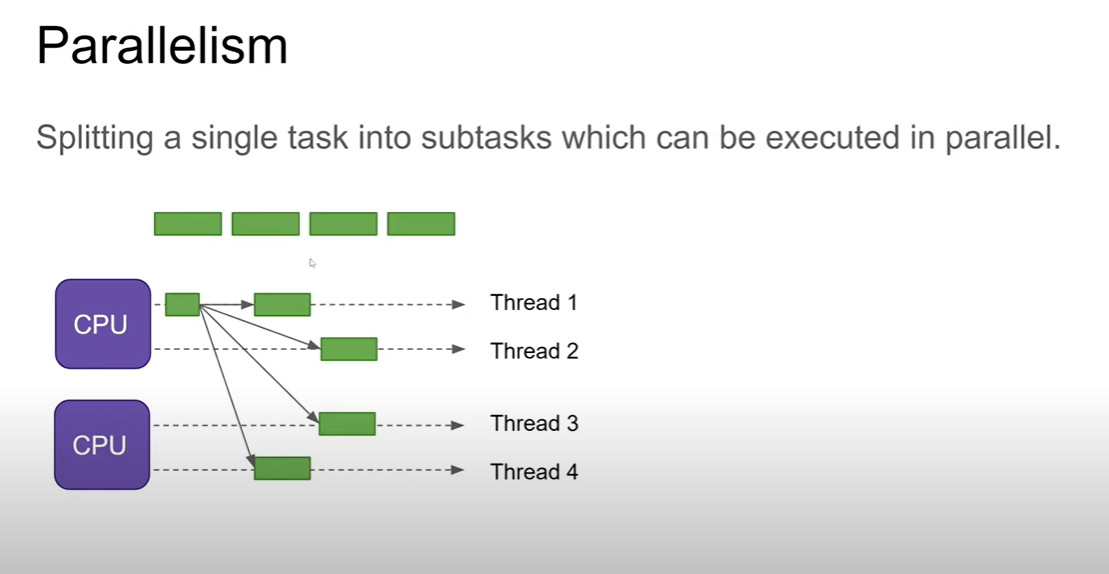 Parallelism
Splitting a single task into subtasks which can be executed in parallel.
CPU
Thread 1
Thread 2
CPU
Thread 3
Thread 4